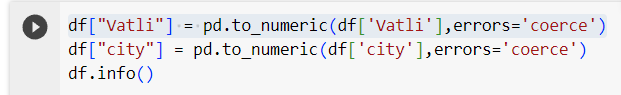 df["Vatli"] = pd.to_numeric(df['Vatli'],errors='coerce')
df["city"] = pd.to_numeric(df['city'],errors='coerce')
df.info()